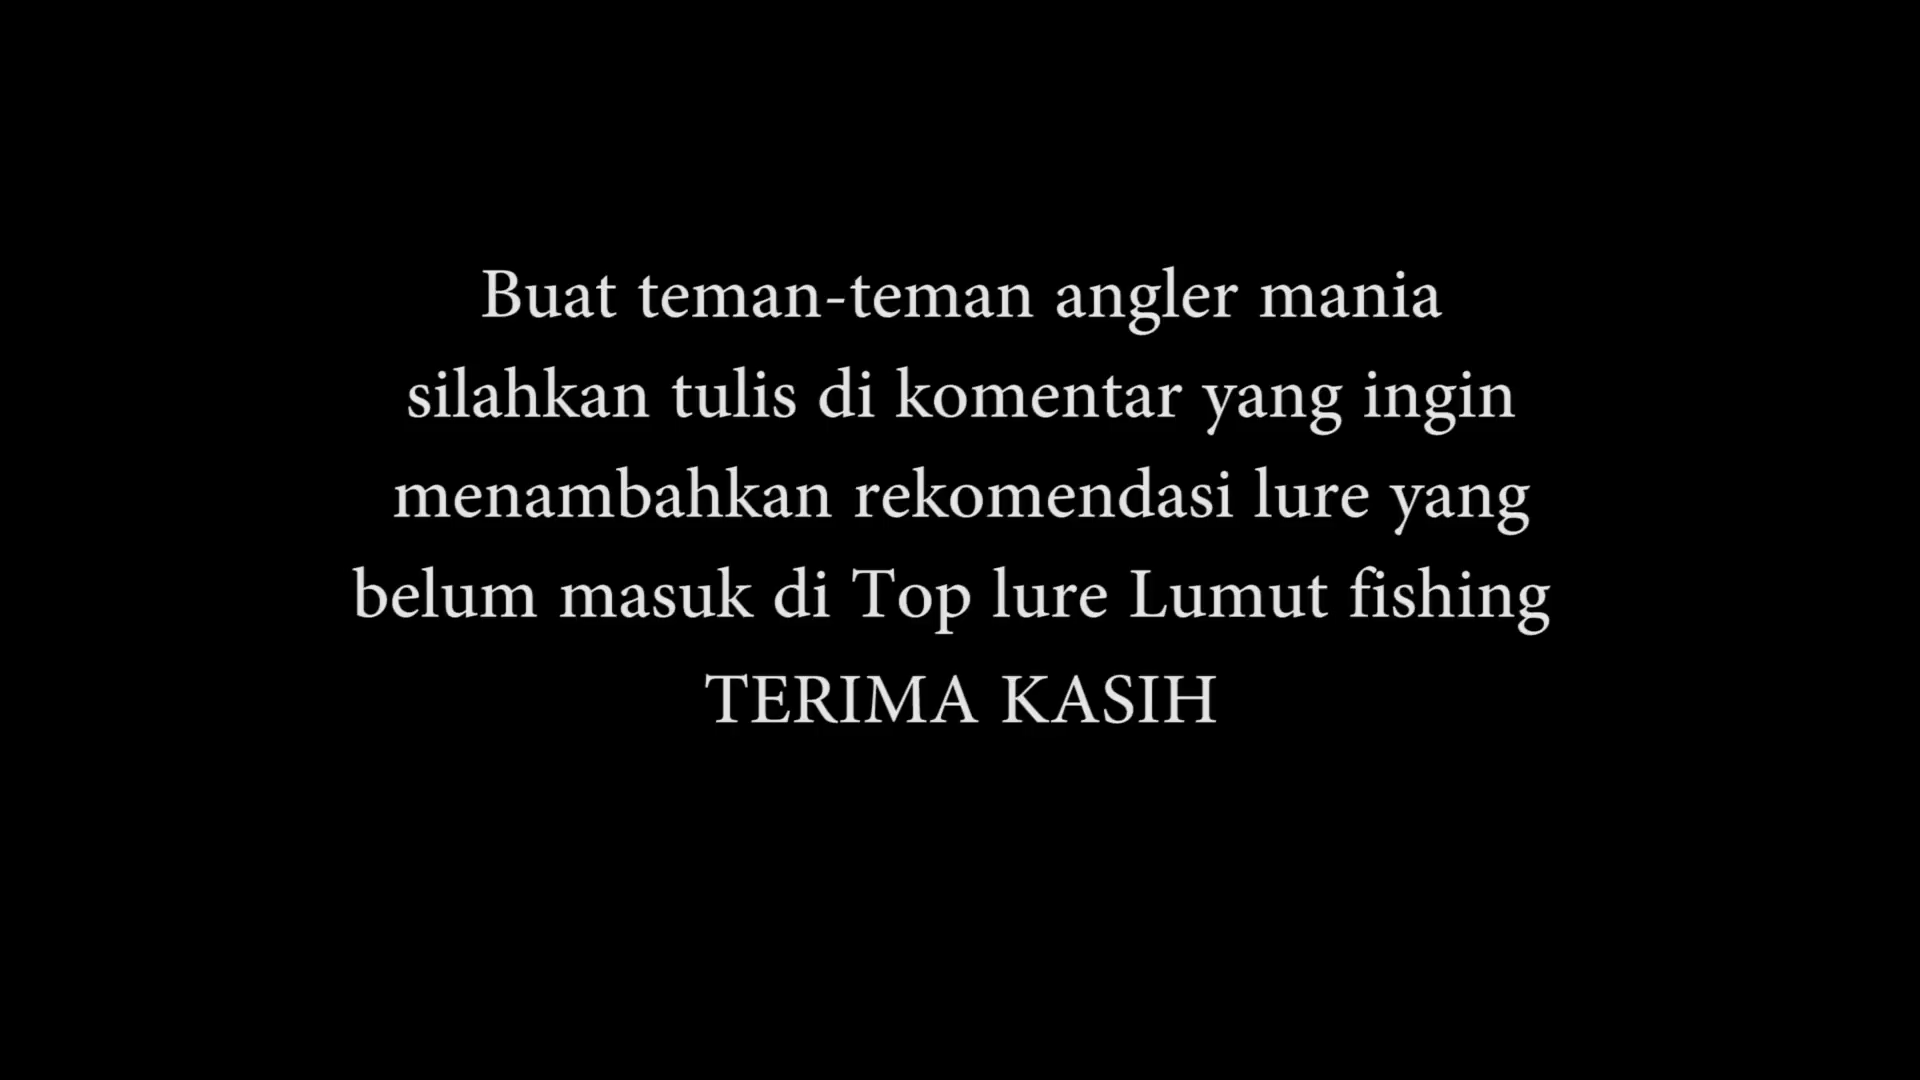 Buat teman-teman angler mania
silahkan tulis di komentar yang ingin
menambahkan rekomendasi lure yang
belum masuk di Top lure Lumut fishing
TERIMA KASIH